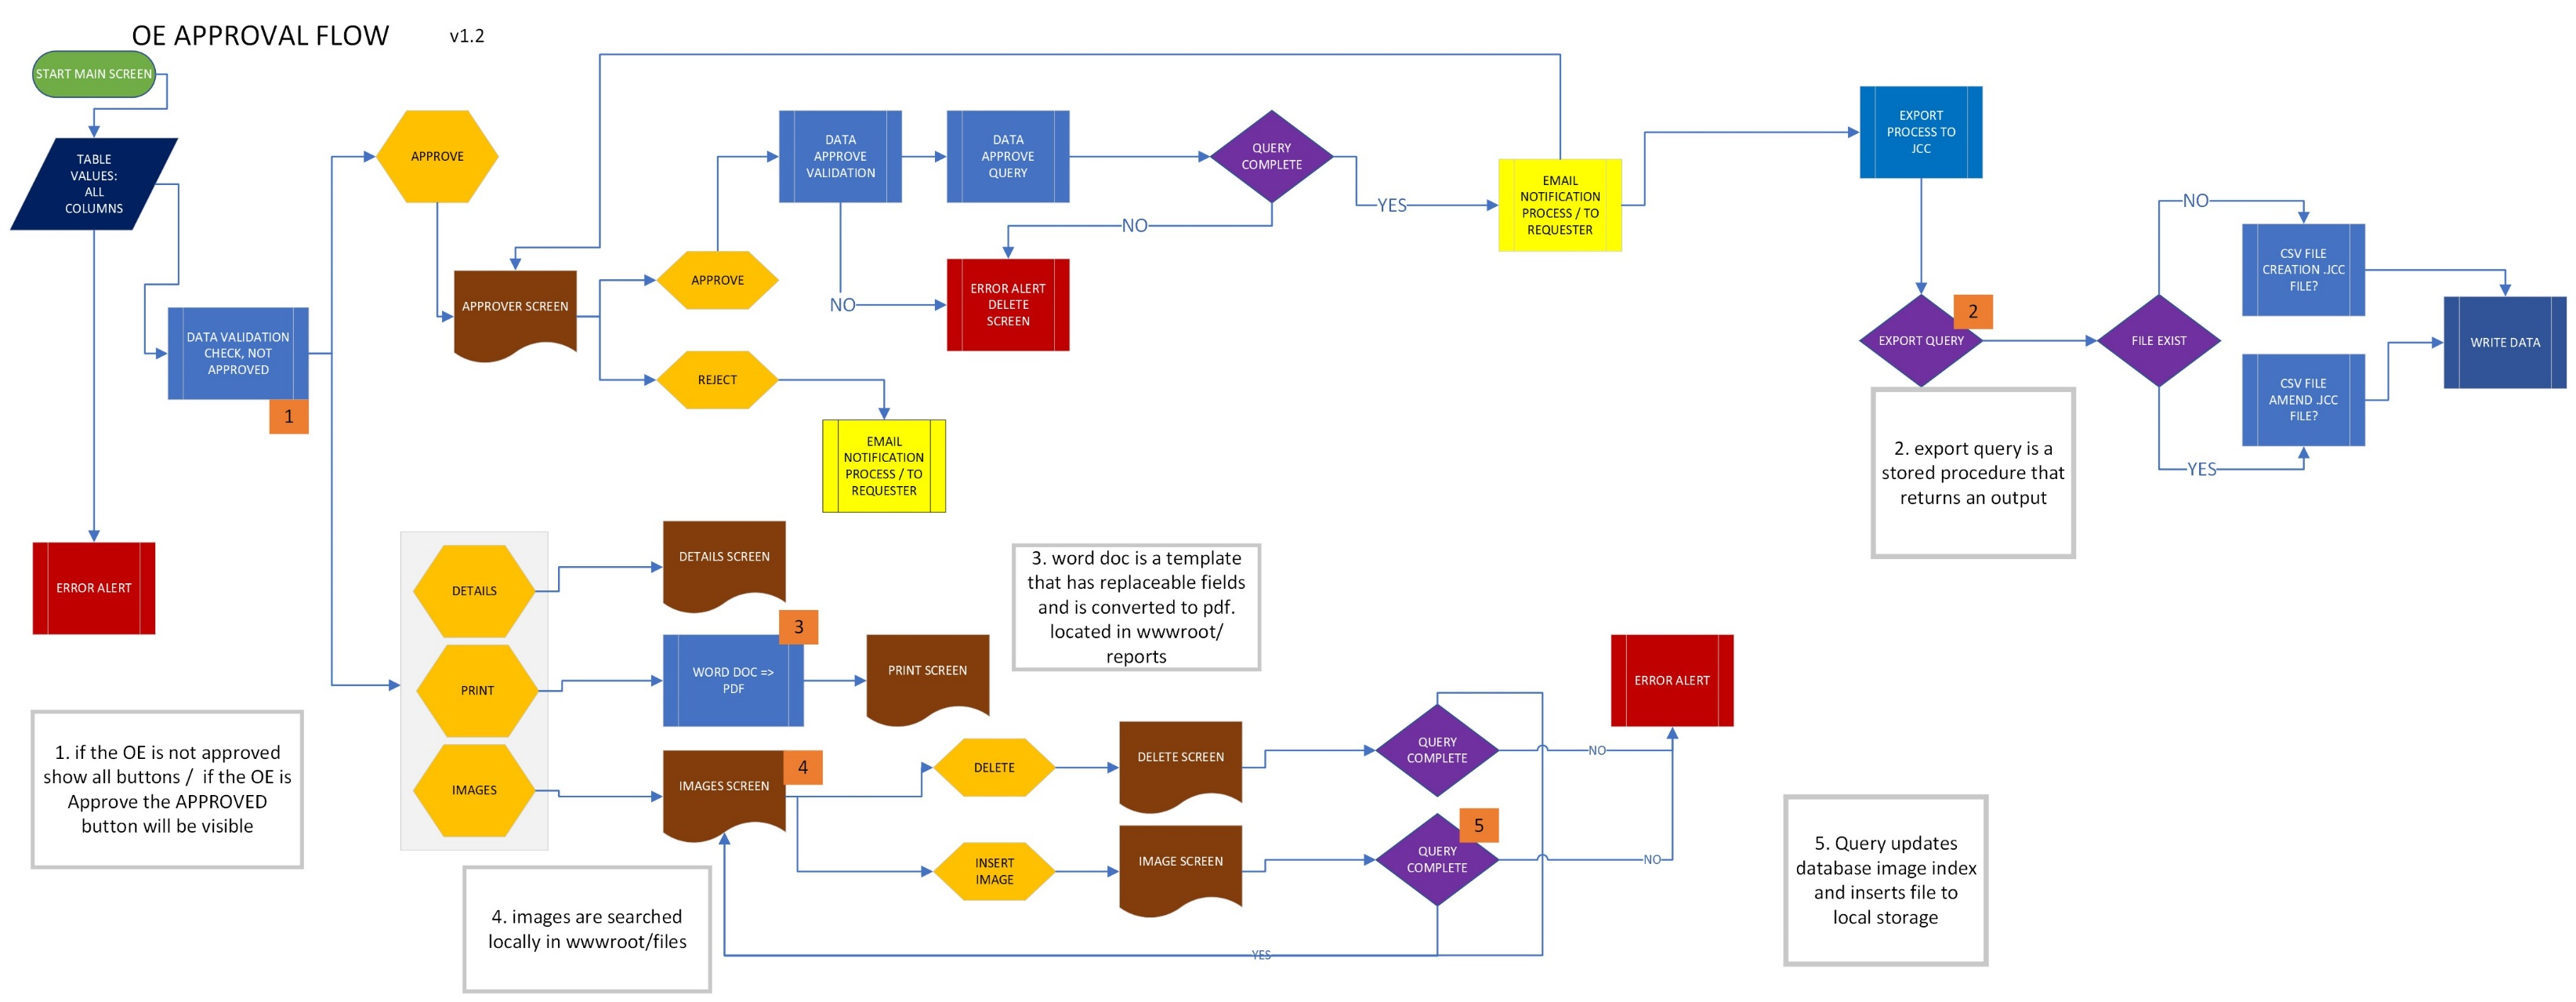 OE APPROVAL FLOW
v1.2
START MAIN SCREEN
TABLE
VALUES:
ALL
COLUMNS
DATA VALIDATION
CHECK, NOT
APPROVED
1
ERROR ALERT
1. if the OE is not approved
show all buttons / if the OE is
Approve the APPROVED
button will be visible
APPROVE
APPROVER SCREEN
APPROVE
REJECT
DATA
APPROVE
VALIDATION
DATA
APPROVE
QUERY
QUERY
COMPLETE
NO
NO
YES
ERROR ALERT
DELETE
SCREEN
EMAIL
NOTIFICATION
PROCESS / TO
REQUESTER
EMAIL
NOTIFICATION
PROCESS / TO
REQUESTER
EXPORT
PROCESS TO
JCC
EXPORT QUERY
2
2. export query is a
stored procedure that
returns an output
FILE EXIST
NO
YES
CSV FILE
CREATION .JCC
FILE?
CSV FILE
AMEND .JCC
FILE?
WRITE DATA
DETAILS
PRINT
IMAGES
DETAILS SCREEN
3
WORD DOC =>
PDF
PRINT SCREEN
3. word doc is a template
that has replaceable fields
and is converted to pdf.
located in wwwroot/
reports
IMAGES SCREEN
4
4. images are searched
locally in wwwroot/files
DELETE
INSERT
IMAGE
DELETE SCREEN
IMAGE SCREEN
QUERY
COMPLETE
5
QUERY
COMPLETE
NO
NO
YES
ERROR ALERT
5. Query updates
database image index
and inserts file to
local storage